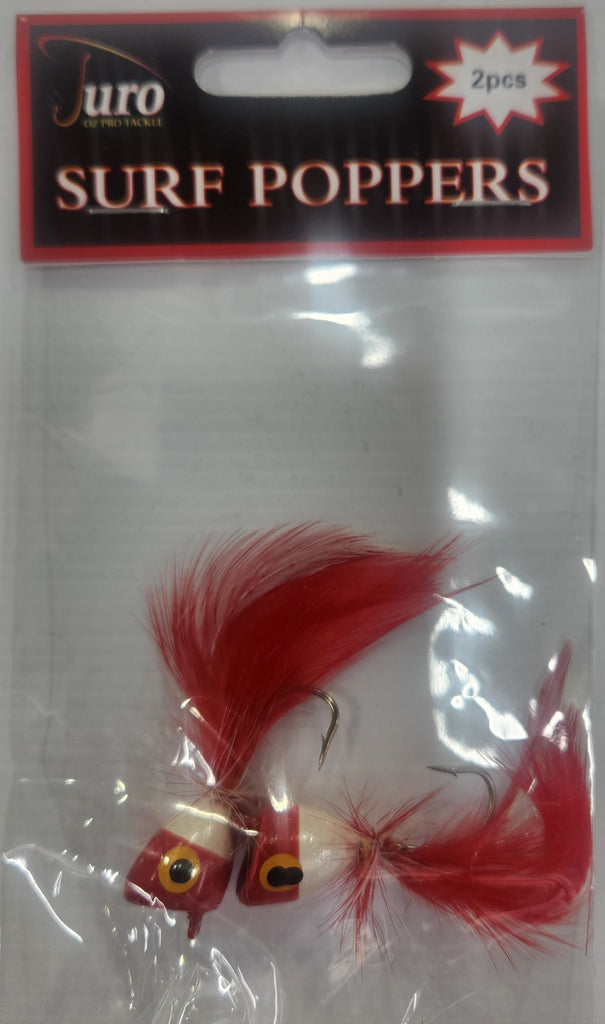 Juro
OZ PRO TACKLE
2pcs
SURF POPPERS